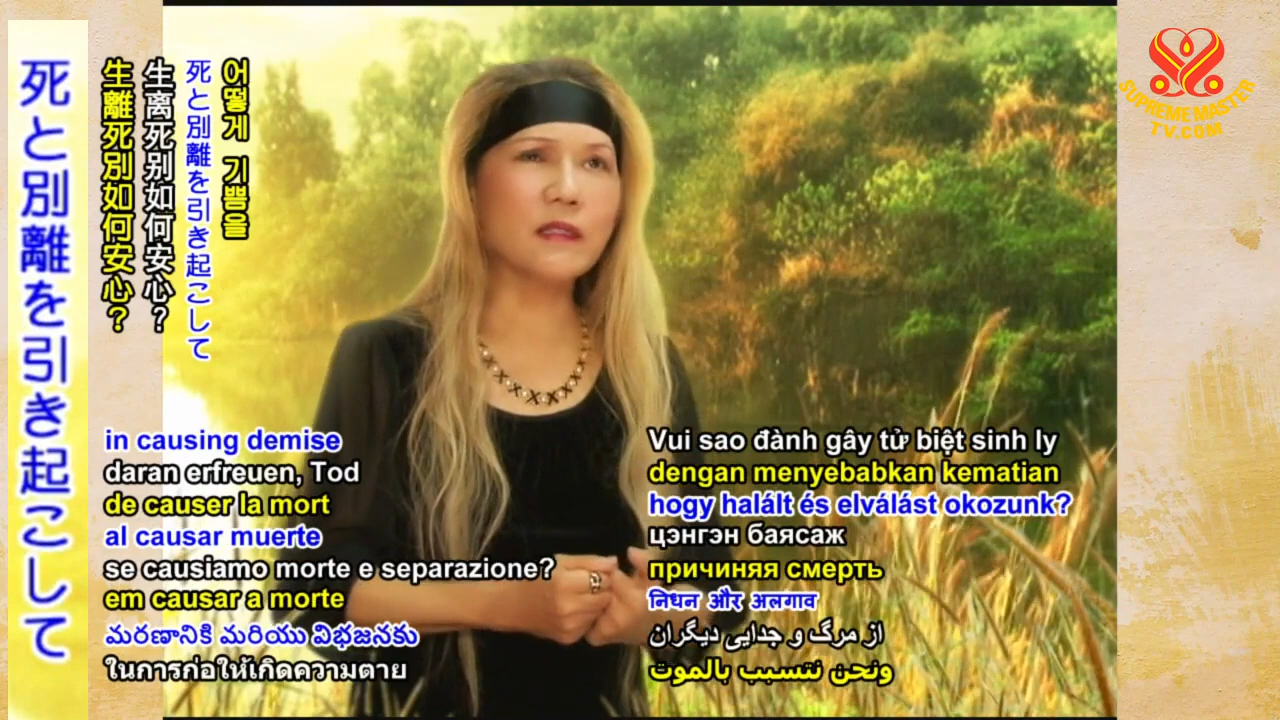 死と別離を引き起こして
生離死別如何安心？
生离死别如何安心？
死と別離を引き起こして
어떻게 기쁨을
SUPREME MASTER
TV.COM
in causing demise
daran erfreuen, Tod
de causer la mort
al causar muerte
se causiamo morte e separazione?
em causar a morte
మరణానికి మరియు విభజనకు
ในการก่อให้เกิดความตาย
Vui sao đành gây tử biệt sinh ly
dengan menyebabkan kematian
hogy halált és elválást okozunk?
цэнгэн баясаж
причиняя смерть
निधन और अलगाव
از مرگ و جدایی دیگران
ونحن نتسبب بالموت